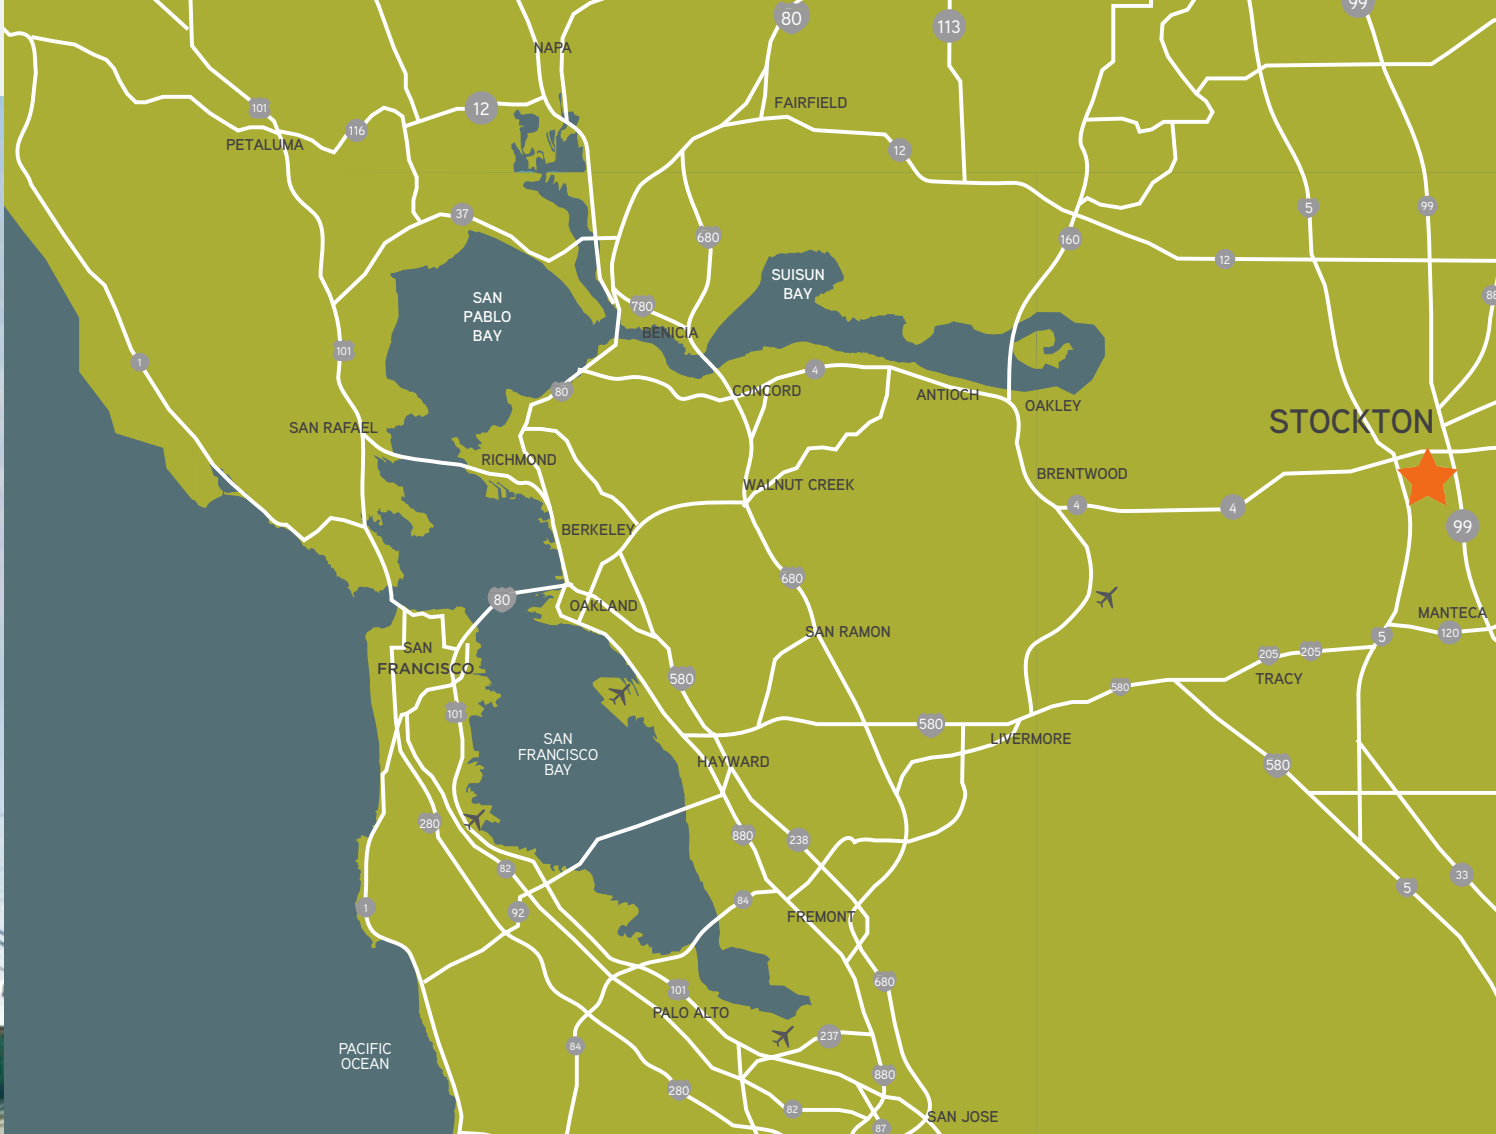 80
99
113
NAPA
FAIRFIELD
101
12
116
PETALUMA
12
37
680
160
5
99
12
SUISUN
BAY
SAN
PABLO
BAY
780
BENICIA
88
1
101
80
4
CONCORD
ANTIOCH
OAKLEY
STOCKTON
SAN RAFAEL
RICHMOND
WALNUT CREEK
BRENTWOOD
4
4
BERKELEY
99
680
80
OAKLAND
SAN RAMON
MANTECA
5
120
SAN
FRANCISCO
205
205
TRACY
580
580
101
580
LIVERMORE
SAN
FRANCISCO
BAY
HAYWARD
580
280
880
238
82
33
5
84
1
92
FREMONT
680
101
PALO ALTO
237
84
PACIFIC
OCEAN
880
280
82
SAN JOSE
87